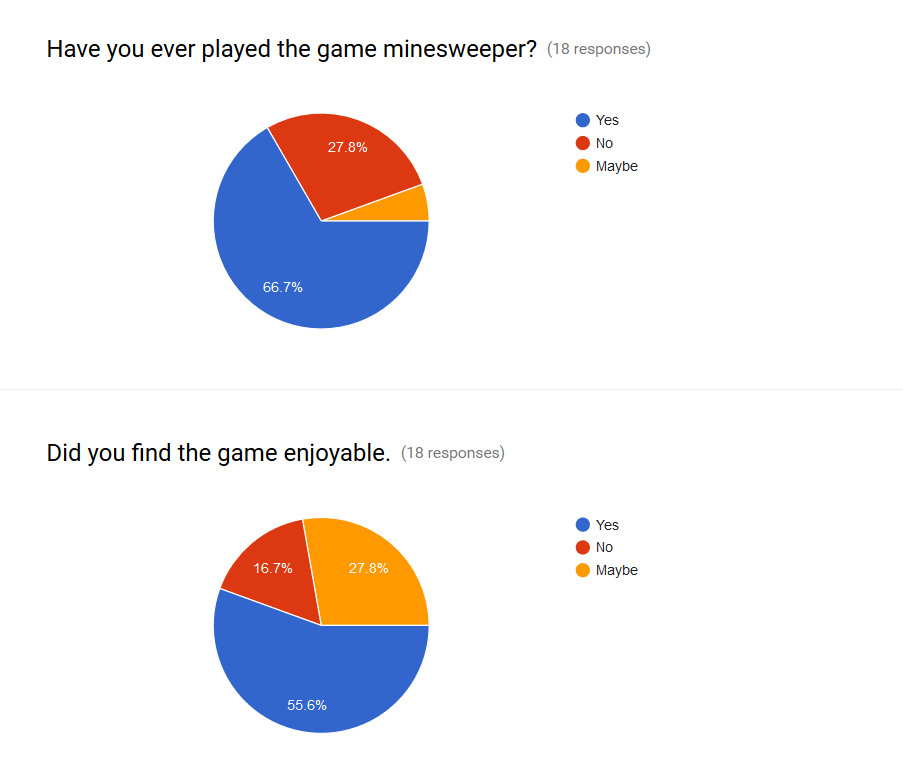 Have you ever played the game minesweeper? (18 responses)
Yes
No
Maybe
27.8%
66.7%
Did you find the game enjoyable. (18 responses)
Yes
No
Maybe
16.7%
27.8%
55.6%